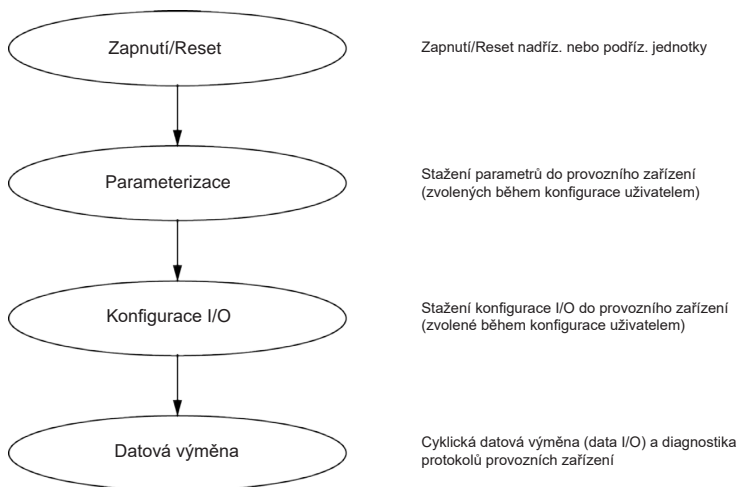 Zapnutí/Reset
Zapnutí/Reset nadříz. nebo podříz. jednotky
Parameterizace
Stažení parametrů do provozního zařízení
(zvolených během konfigurace uživatelem)
Konfigurace I/O
Stažení konfigurace I/O do provozního zařízení
(zvolené během konfigurace uživatelem)
Datová výměna
Cyklická datová výměna (data I/O) a diagnostika
protokolů provozních zařízení